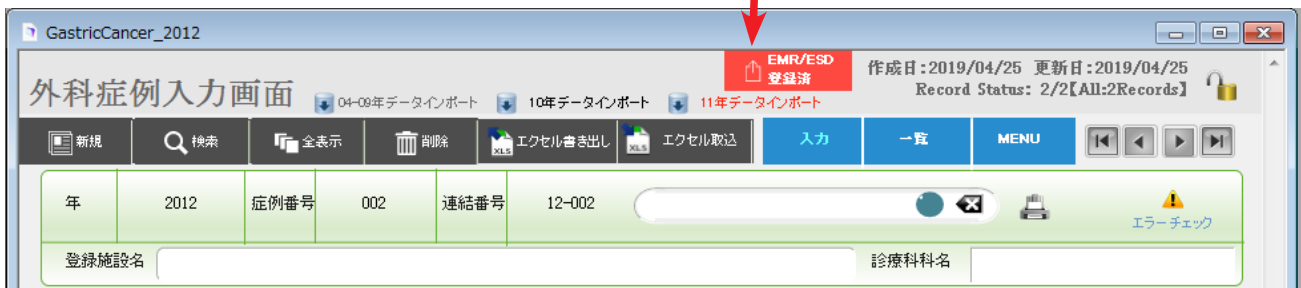 GastricCancer_2012
EMR/ESD
登録済
作成日:2019/04/25 更新日:2019/04/25
Record Status: 2/2【All:2Records】
外科症例入力画面
04-09年データインポート
10年データインポート
11年データインポート
新規
検索
全表示
削除
XLS
エクセル書き出し
XLS
エクセル取込
入力
一覧
MENU
年
2012
症例番号
002
連結番号
12-002
エラーチェック
登録施設名
診療科科名